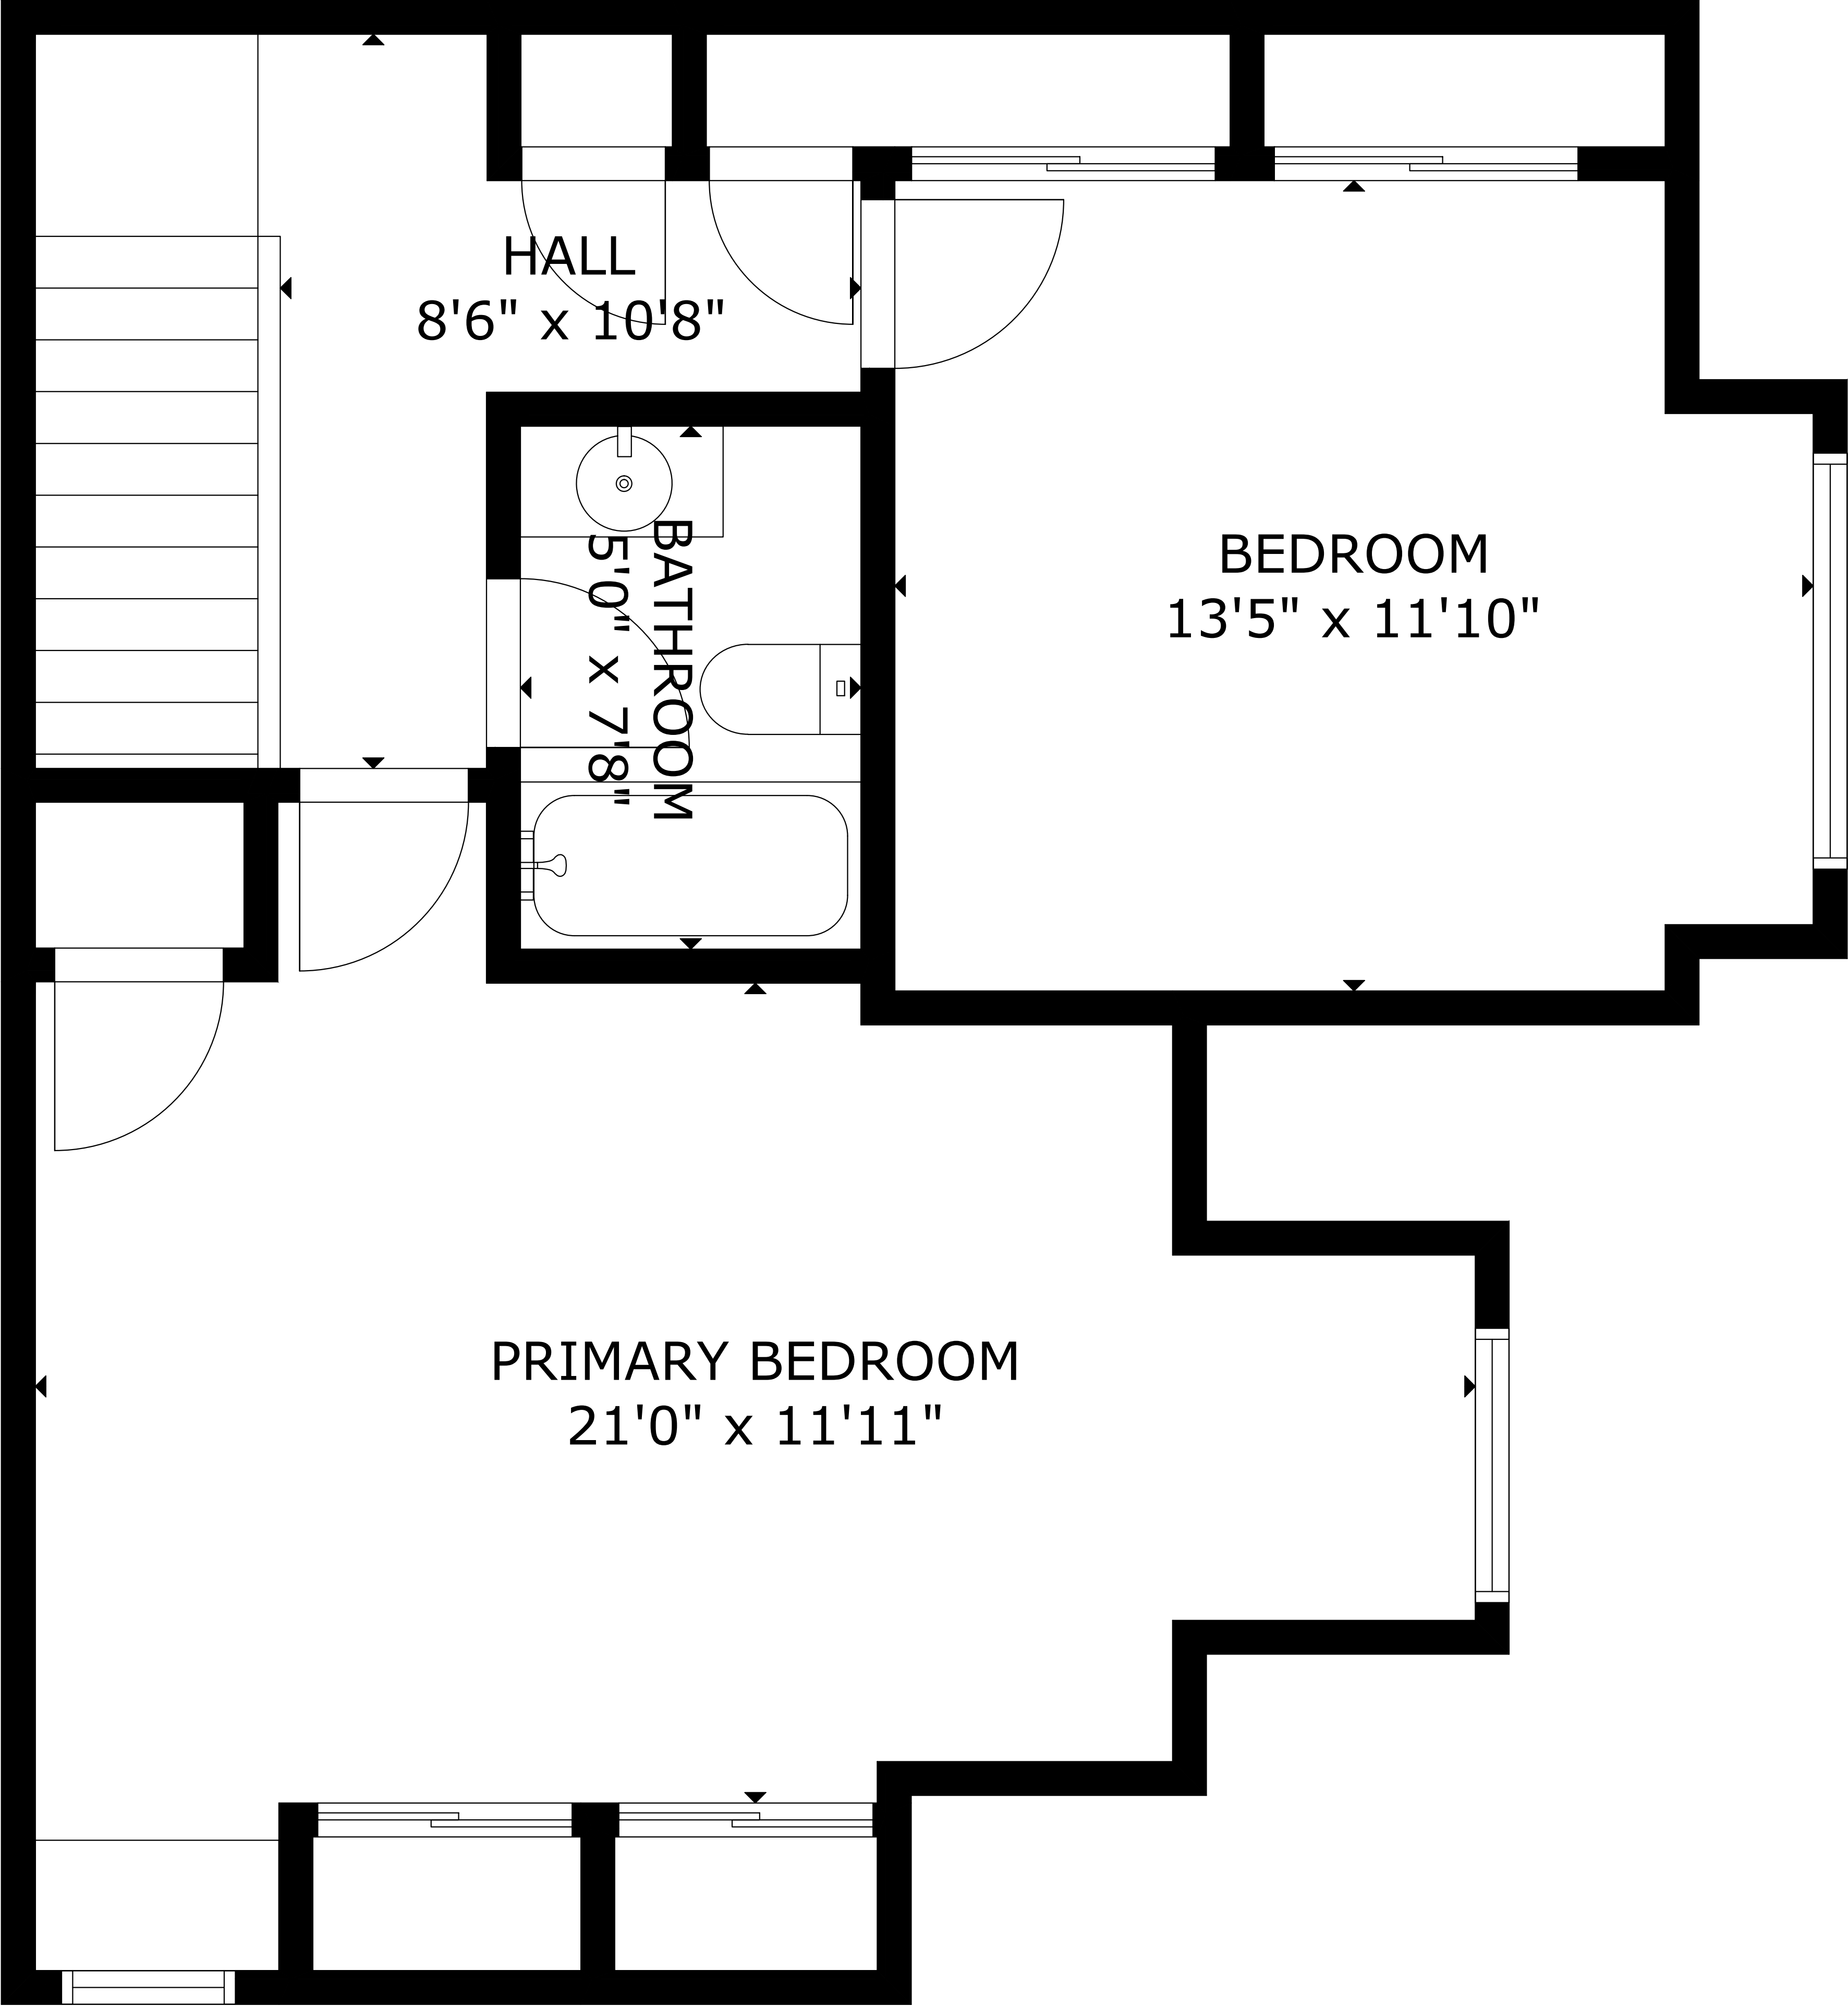 HALL
8'6" x 10'8"
BEDROOM
13'5" x 11'10"
BATHROOM
5'0" x 7'8"
PRIMARY BEDROOM
21'0" x 11'11"